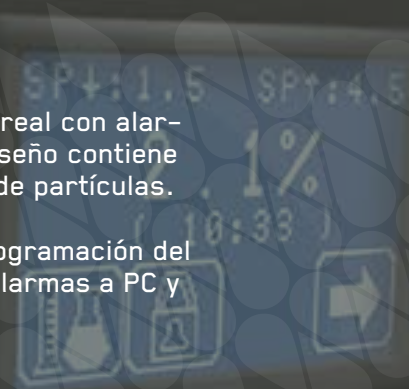 SP↓:1.5 SP↑:4.5
real con alar-
seño contiene
de partículas.
.1%
( 10:33 )
ogramación del
larmas a PC y